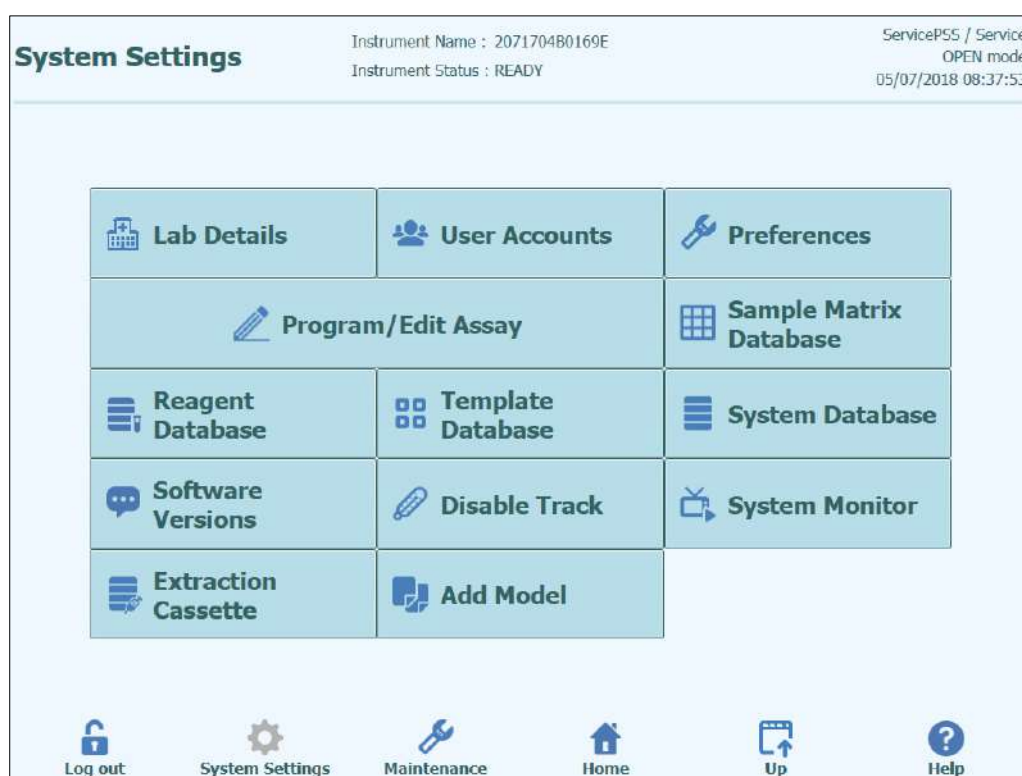 System Settings
Instrument Name : 207170480169E
Instrument Status : READY
ServicePSS / Service
OPEN mode
05/07/2018 08:37:53
Lab Details
User Accounts
Preferences
Program/Edit Assay
Sample Matrix
Database
Reagent
Database
Template
Database
System Database
Software
Versions
Disable Track
System Monitor
Extraction
Cassette
Add Model
Log out
System Settings
Maintenance
Home
Up
Help